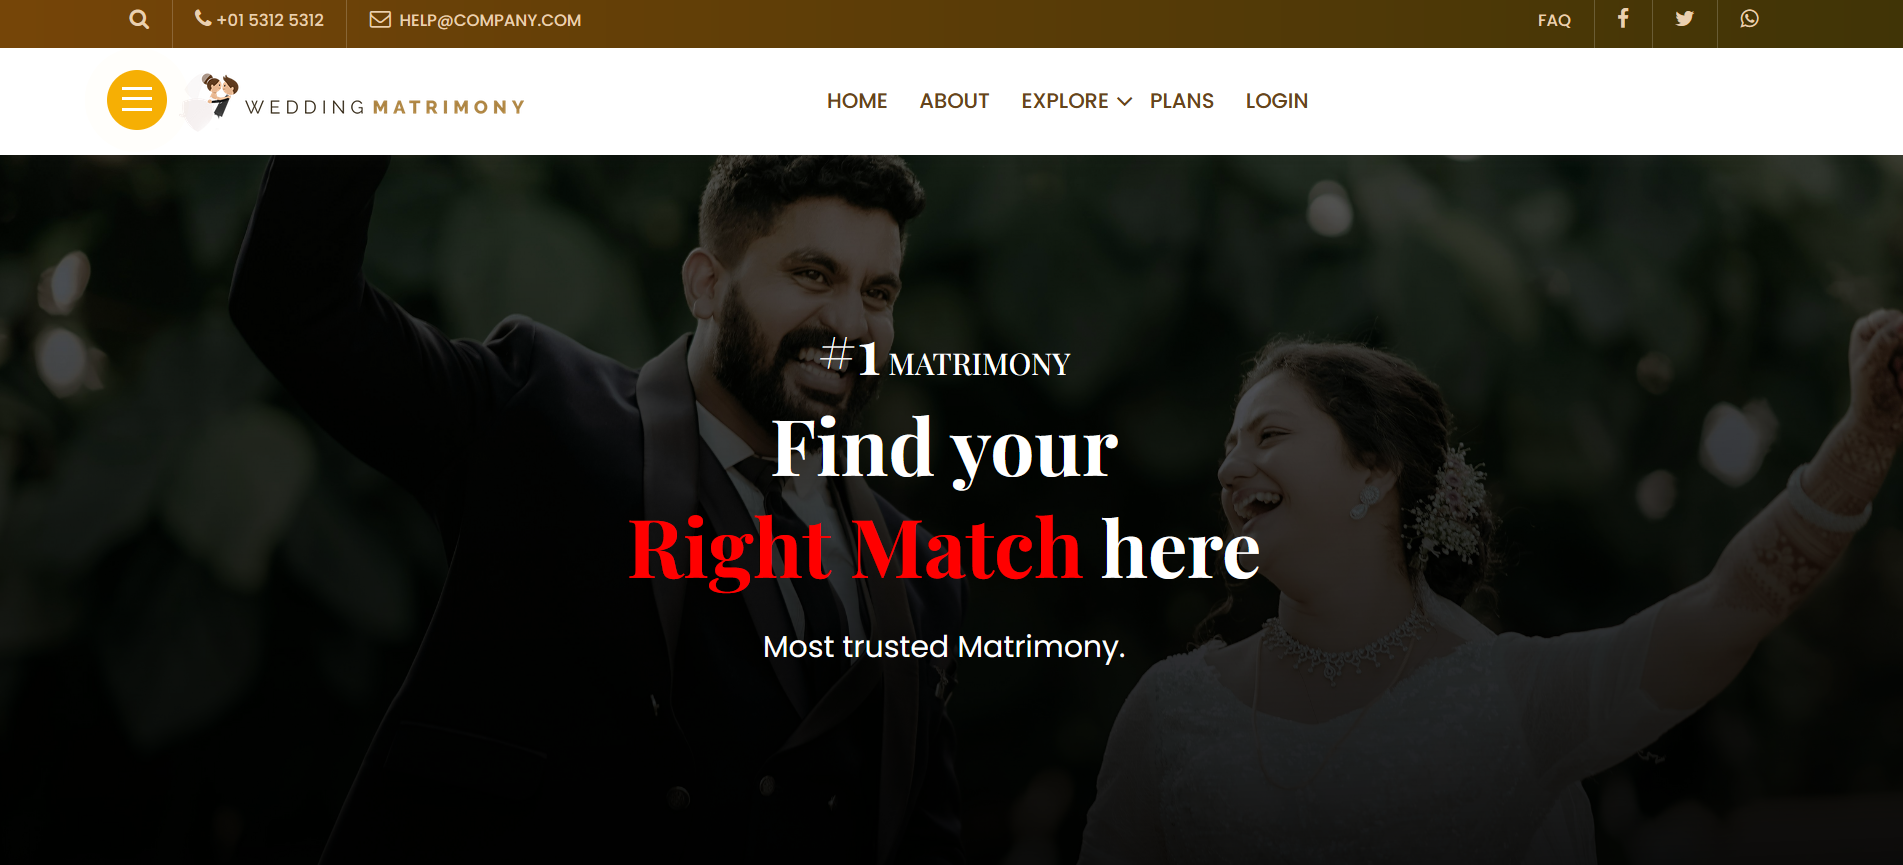 +01 5312 5312
HELP@COMPANY.COM
FAQ
WEDDING MATRIMONY
HOME ABOUT EXPLORE PLANS LOGIN
#1 MATRIMONY
Find your
Right Match here
Most trusted Matrimony.